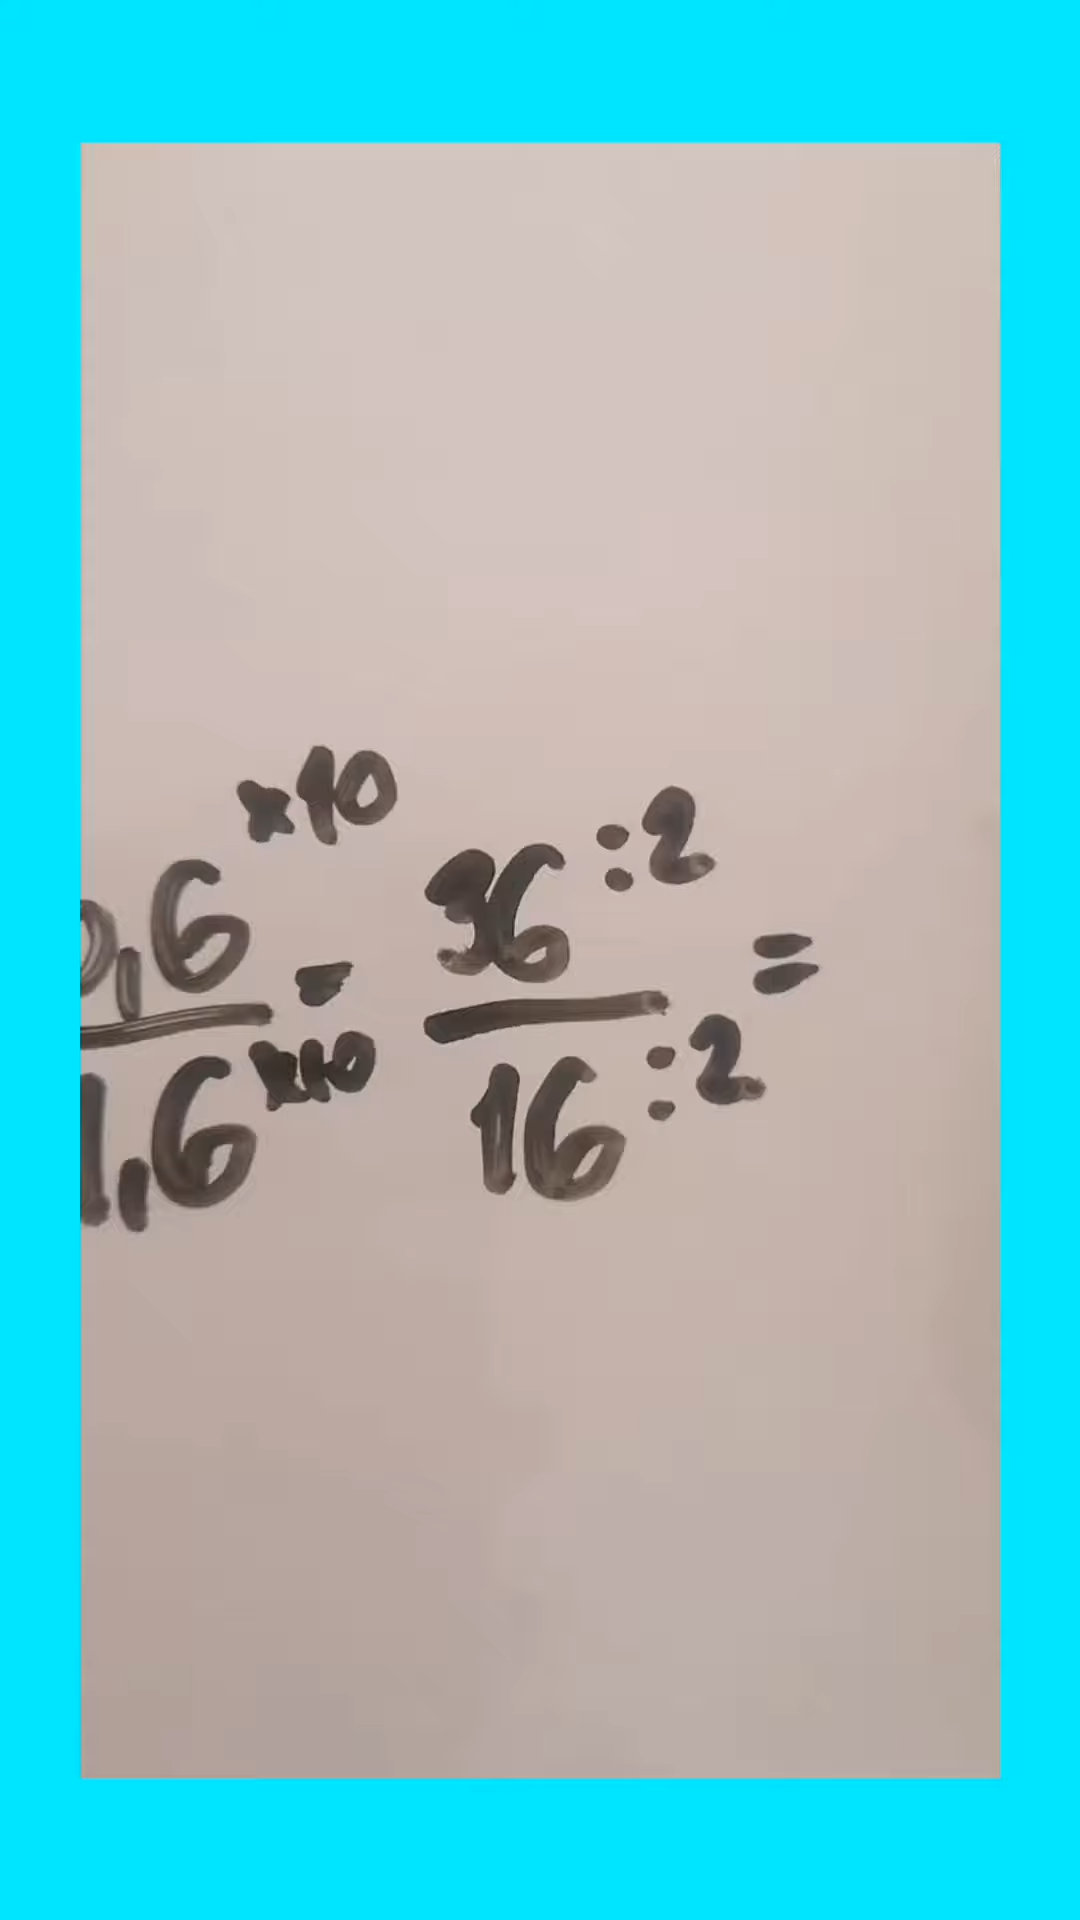 ,6 ×10 = 36 :2 =
1,6 ×10 16 :2